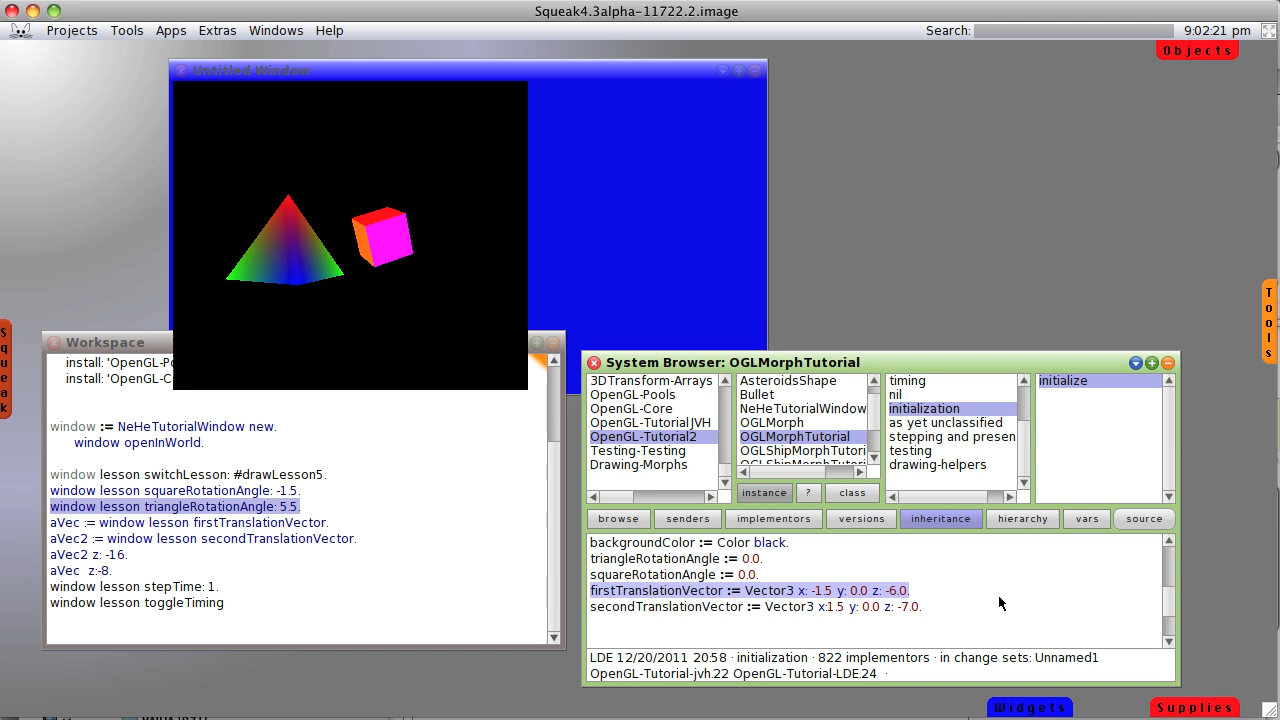 Squeak4.3alpha-11722.2.image
Projects Tools Apps Extras Windows Help Search: 9:02:21 pm
Objects
Untitled Window
Tools
Squeak
Workspace
install: 'OpenGL-Po
install: 'OpenGL-C
window := NeHeTutorialWindow new.
window openInWorld.
window lesson switchLesson: #drawLesson5.
window lesson squareRotationAngle: -1.5.
window lesson triangleRotationAngle: 5.5.
aVec := window lesson firstTranslationVector.
aVec2 := window lesson secondTranslationVector.
aVec2 z: -16.
aVec z:-8.
window lesson stepTime: 1.
window lesson toggleTiming
System Browser: OGLMorphTutorial
3DTransform-Arrays
OpenGL-Pools
OpenGL-Core
OpenGL-TutorialJVH
OpenGL-Tutorial2
Testing-Testing
Drawing-Morphs
AsteroidsShape
Bullet
NeHeTutorialWindow
OGLMorph
OGLMorphTutorial
OGLShipMorphTutori
OGLShipMorphTutori
instance ? class
timing
nil
initialization
as yet unclassified
stepping and presen
testing
drawing-helpers
initialize
browse senders implementors versions inheritance hierarchy vars source
backgroundColor := Color black.
triangleRotationAngle := 0.0.
squareRotationAngle := 0.0.
firstTranslationVector := Vector3 x: -1.5 y: 0.0 z: -6.0.
secondTranslationVector := Vector3 x:1.5 y: 0.0 z: -7.0.
LDE 12/20/2011 20:58 · initialization · 822 implementors · in change sets: Unnamed1
OpenGL-Tutorial-jvh.22 OpenGL-Tutorial-LDE.24 ·
Widgets
Supplies